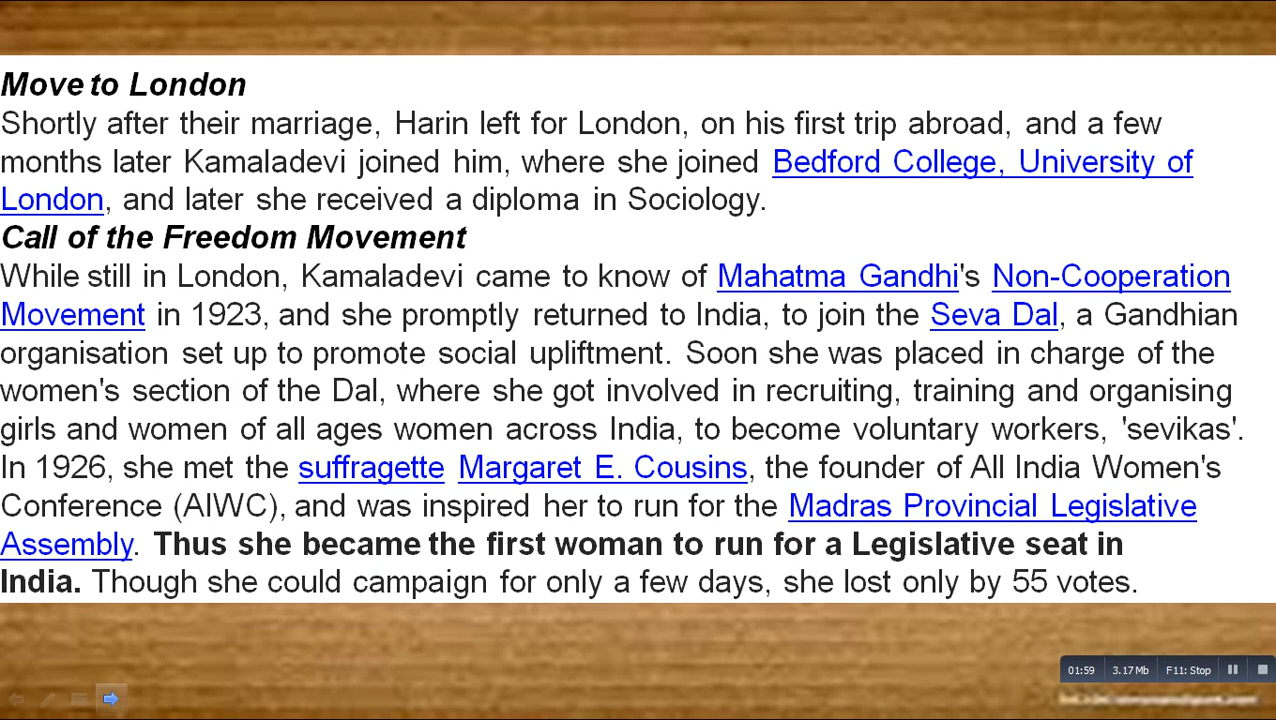 Move to London
Shortly after their marriage, Harin left for London, on his first trip abroad, and a few
months later Kamaladevi joined him, where she joined Bedford College, University of
London, and later she received a diploma in Sociology.
Call of the Freedom Movement
While still in London, Kamaladevi came to know of Mahatma Gandhi's Non-Cooperation
Movement in 1923, and she promptly returned to India, to join the Seva Dal, a Gandhian
organisation set up to promote social upliftment. Soon she was placed in charge of the
women's section of the Dal, where she got involved in recruiting, training and organising
girls and women of all ages women across India, to become voluntary workers, 'sevikas'.
In 1926, she met the suffragette Margaret E. Cousins, the founder of All India Women's
Conference (AIWC), and was inspired her to run for the Madras Provincial Legislative
Assembly. Thus she became the first woman to run for a Legislative seat in
India. Though she could campaign for only a few days, she lost only by 55 votes.
01:59 3.17 Mb F11: Stop